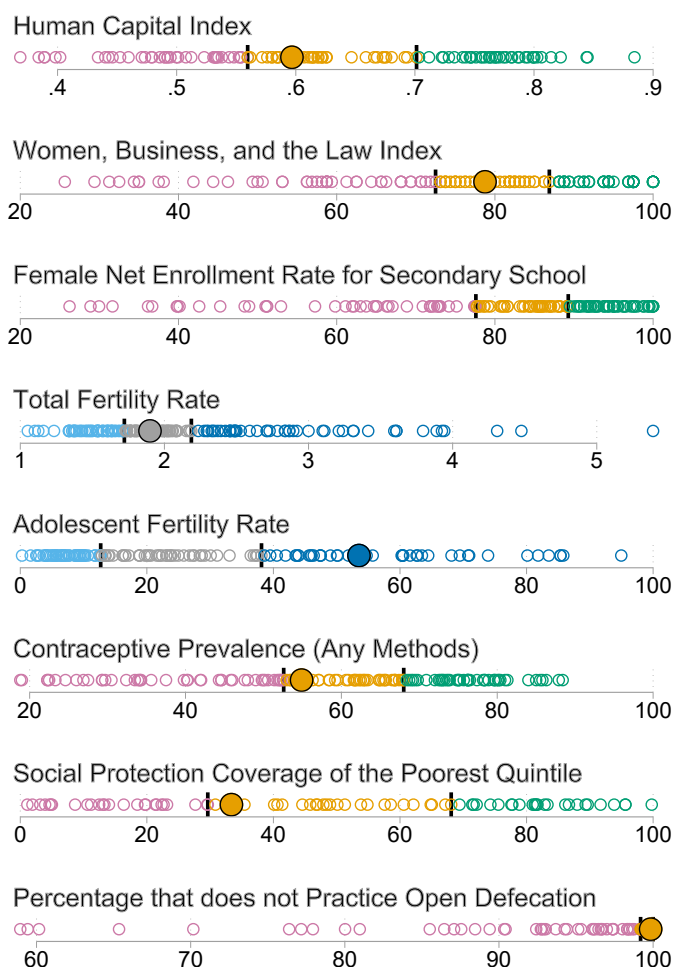 Human Capital Index
.4 .5 .6 .7 .8 .9
Women, Business, and the Law Index
20 40 60 80 100
Female Net Enrollment Rate for Secondary School
20 40 60 80 100
Total Fertility Rate
1 2 3 4 5
Adolescent Fertility Rate
0 20 40 60 80 100
Contraceptive Prevalence (Any Methods)
20 40 60 80 100
Social Protection Coverage of the Poorest Quintile
0 20 40 60 80 100
Percentage that does not Practice Open Defecation
60 70 80 90 100